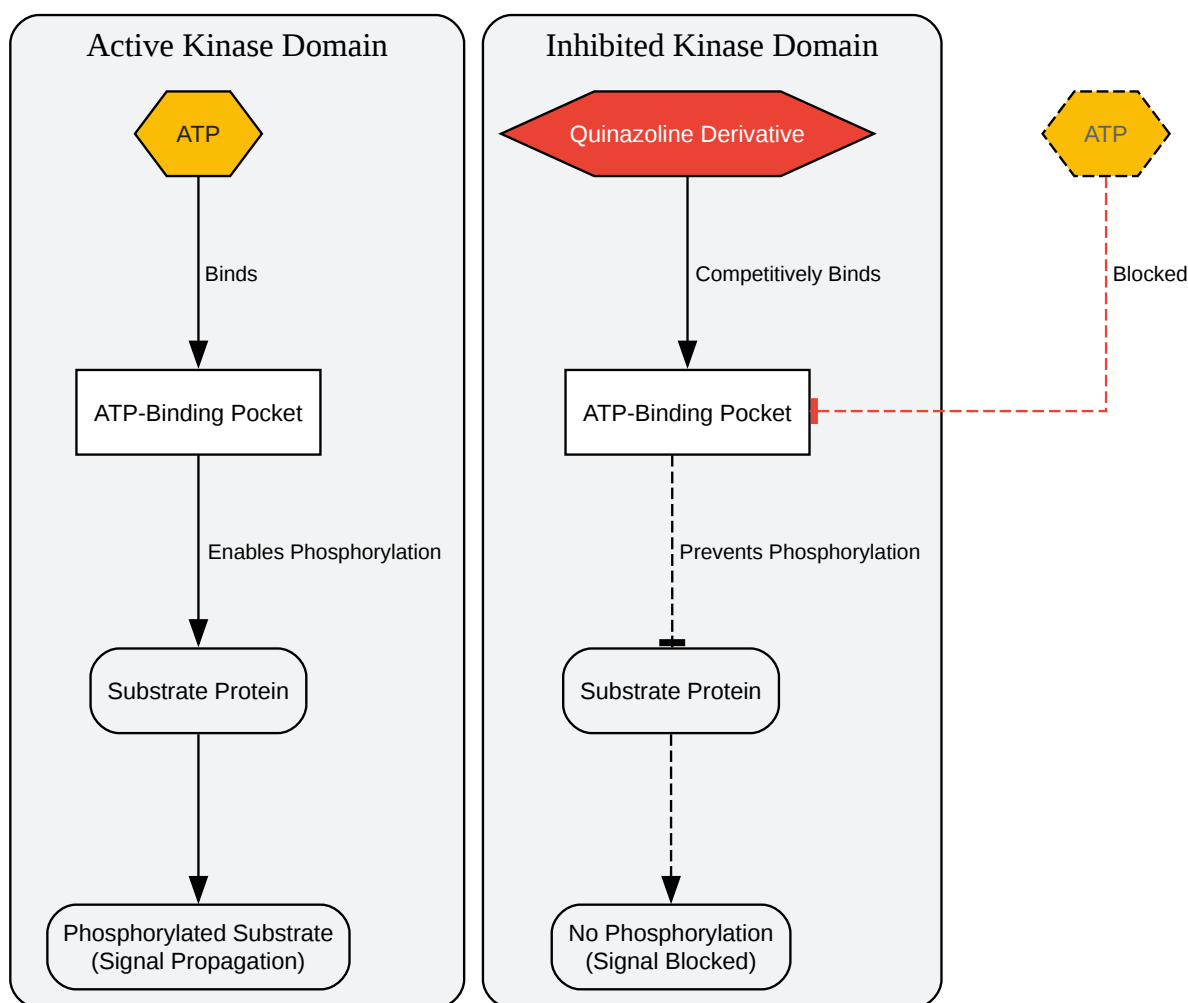 Active Kinase Domain
ATP
Binds
ATP-Binding Pocket
Enables Phosphorylation
Substrate Protein
Phosphorylated Substrate
(Signal Propagation)
Inhibited Kinase Domain
Quinazoline Derivative
Competitively Binds
ATP-Binding Pocket
Prevents Phosphorylation
Substrate Protein
No Phosphorylation
(Signal Blocked)
ATP
Blocked